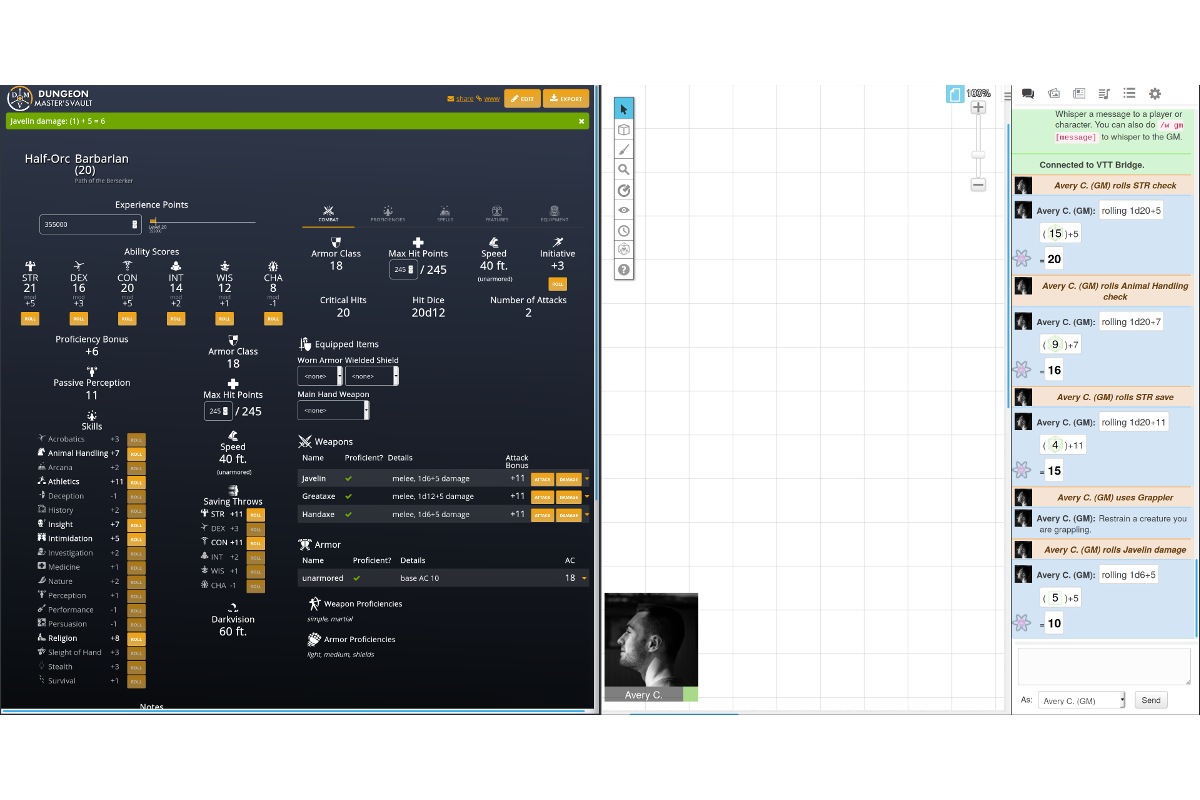 DUNGEON
MASTER'S VAULT
share www
EDIT
EXPORT
Javelin damage: (1) + 5 = 6
Half-Orc Barbarian
(20)
Path of the Berserker
Experience Points
355000
Level 20
Ability Scores
STR DEX CON INT WIS CHA
21 16 20 14 12 8
mod mod mod mod mod mod
+5 +3 +5 +2 +1 -1
ROLL ROLL ROLL ROLL ROLL ROLL
Proficiency Bonus
+6
Passive Perception
11
Skills
Acrobatics +3 ROLL
Animal Handling +7 ROLL
Arcana +2 ROLL
Athletics +11 ROLL
Deception -1 ROLL
History +2 ROLL
Insight +7 ROLL
Intimidation +5 ROLL
Investigation +2 ROLL
Medicine +1 ROLL
Nature +2 ROLL
Perception +1 ROLL
Performance -1 ROLL
Persuasion -1 ROLL
Religion +8 ROLL
Sleight of Hand +3 ROLL
Stealth +3 ROLL
Survival +1 ROLL
Armor Class
18
Max Hit Points
245 / 245
Speed
40 ft.
(unarmored)
Saving Throws
STR +11 ROLL
DEX +3 ROLL
CON +11 ROLL
INT +2 ROLL
WIS +1 ROLL
CHA -1 ROLL
Darkvision
60 ft.
COMBAT PROFICIENCIES SPELLS FEATURES EQUIPMENT
Armor Class Max Hit Points Speed Initiative
18 245 / 245 40 ft. +3
(unarmored) ROLL
Critical Hits Hit Dice Number of Attacks
20 20d12 2
Equipped Items
Worn Armor Wielded Shield
<none> <none>
Main Hand Weapon
<none>
Weapons
Name Proficient? Details Attack Bonus
Javelin melee, 1d6+5 damage +11 ATTACK DAMAGE
Greataxe melee, 1d12+5 damage +11 ATTACK DAMAGE
Handaxe melee, 1d6+5 damage +11 ATTACK DAMAGE
Armor
Name Proficient? Details AC
unarmored base AC 10 18
Weapon Proficiencies
simple, martial
Armor Proficiencies
light, medium, shields
Notes
100%
Avery C.
Whisper a message to a player or
character. You can also do /w gm
[message] to whisper to the GM.
Connected to VTT Bridge.
Avery C. (GM) rolls STR check
Avery C. (GM): rolling 1d20+5
(15)+5
= 20
Avery C. (GM) rolls Animal Handling
check
Avery C. (GM): rolling 1d20+7
(9)+7
= 16
Avery C. (GM) rolls STR save
Avery C. (GM): rolling 1d20+11
(4)+11
= 15
Avery C. (GM) uses Grappler
Avery C. (GM): Restrain a creature you
are grappling.
Avery C. (GM) rolls Javelin damage
Avery C. (GM): rolling 1d6+5
(5)+5
= 10
As: Avery C. (GM) Send